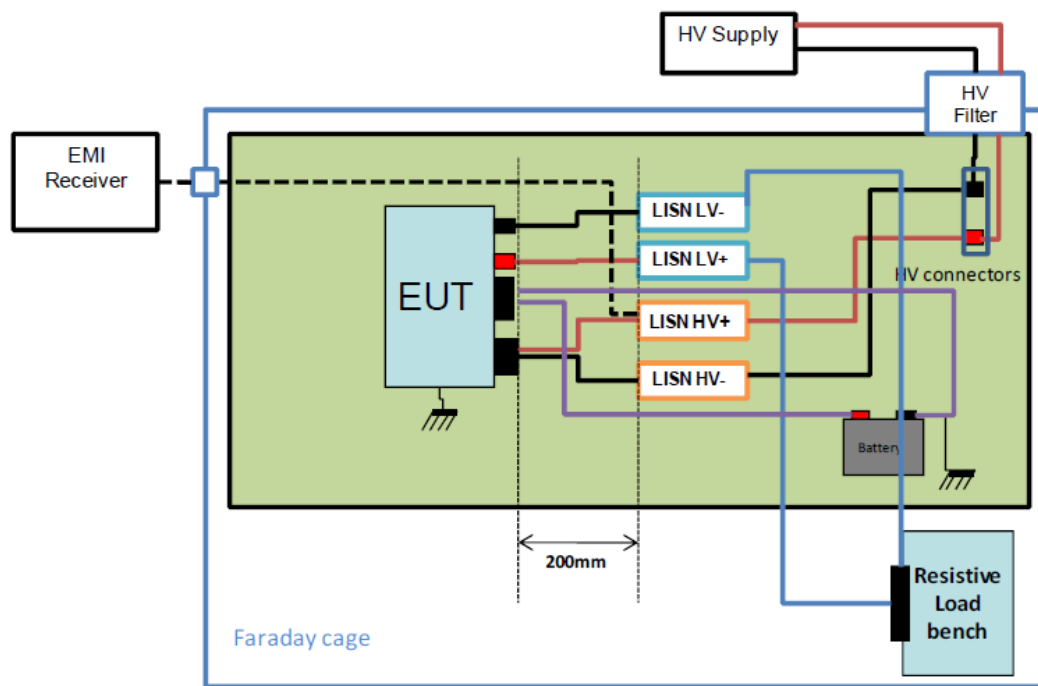 HV Supply
HV
Filter
EMI
Receiver
LISN LV-
LISN LV+
EUT
HV connectors
LISN HV+
LISN HV-
Battery
200mm
Resistive
Load
bench
Faraday cage